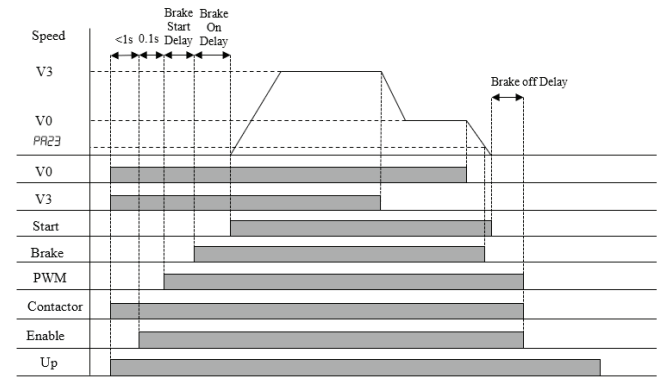 Speed
<1s
0.1s
Brake
Start
Delay
Brake
On
Delay
V3
Brake off Delay
V0
PA23
V0
V3
Start
Brake
PWM
Contactor
Enable
Up